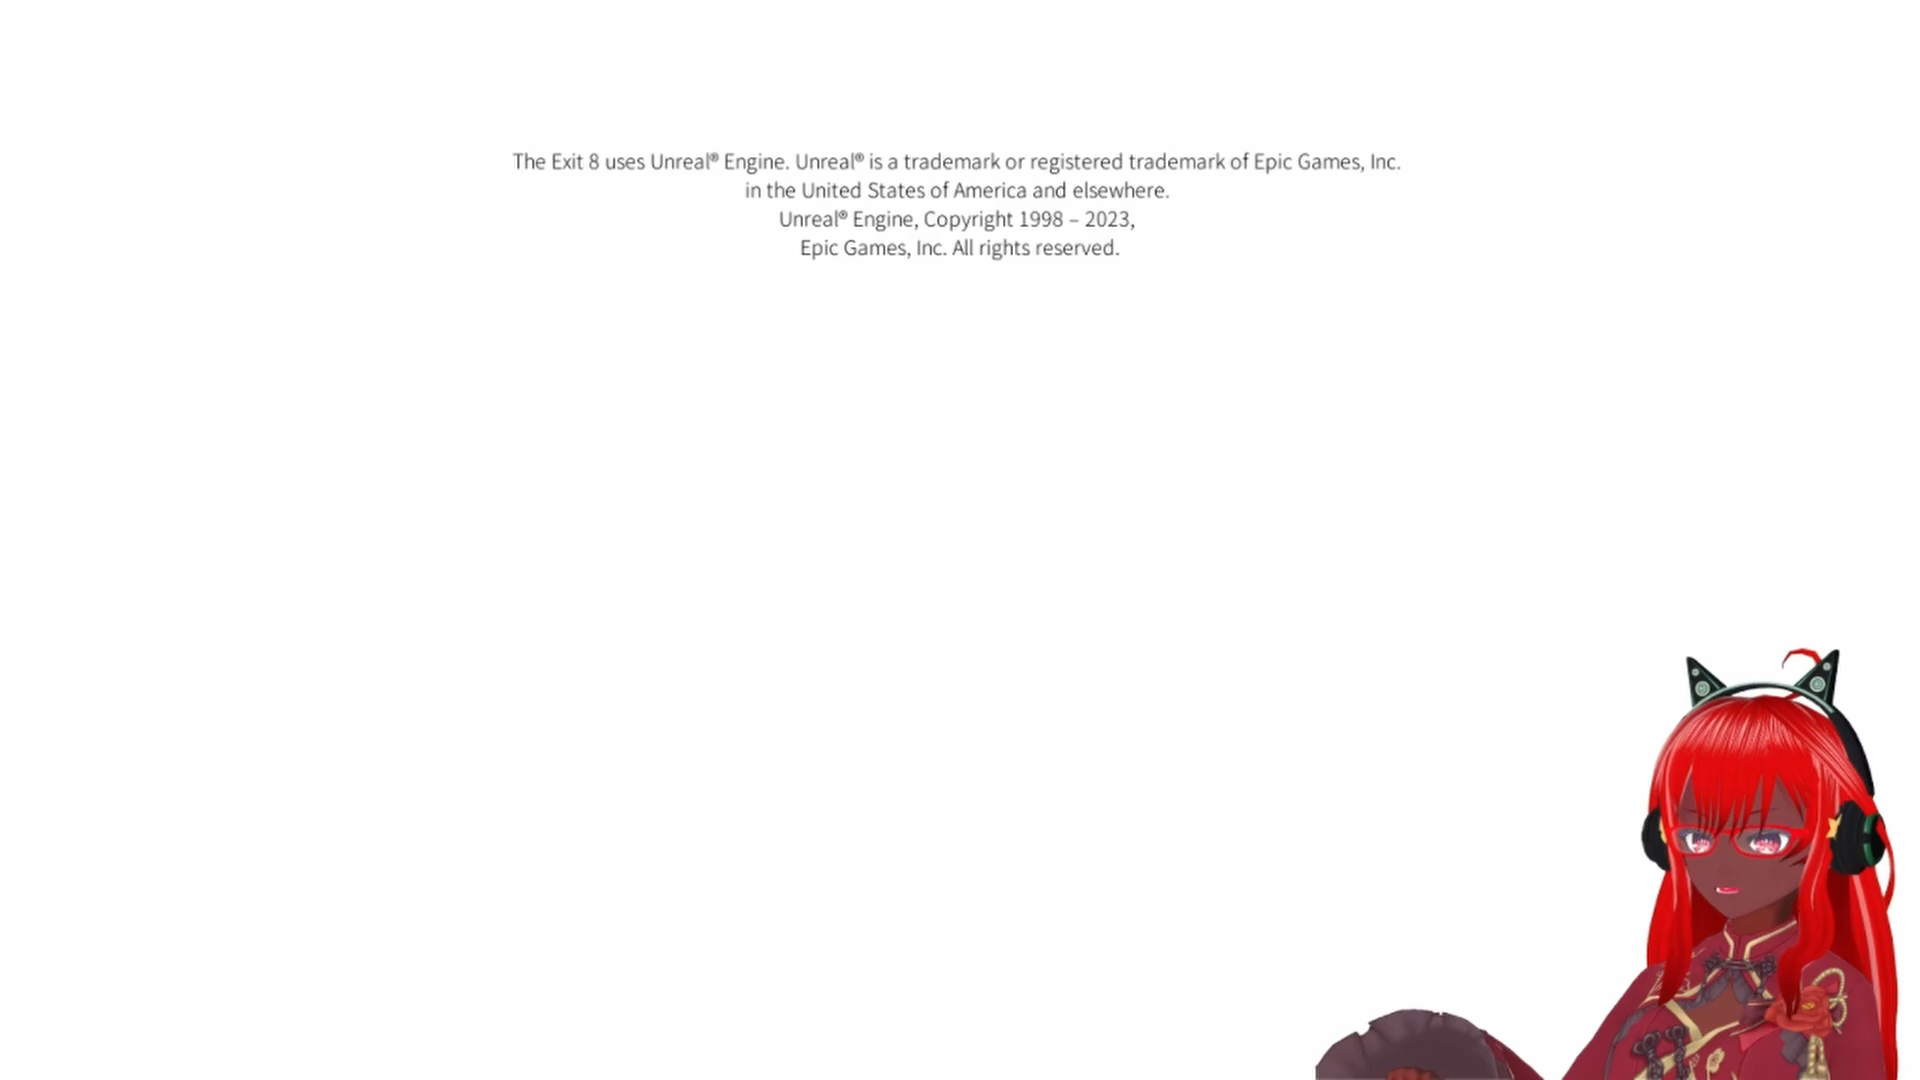 The Exit 8 uses Unreal® Engine. Unreal® is a trademark or registered trademark of Epic Games, Inc.
in the United States of America and elsewhere.
Unreal® Engine, Copyright 1998 – 2023,
Epic Games, Inc. All rights reserved.